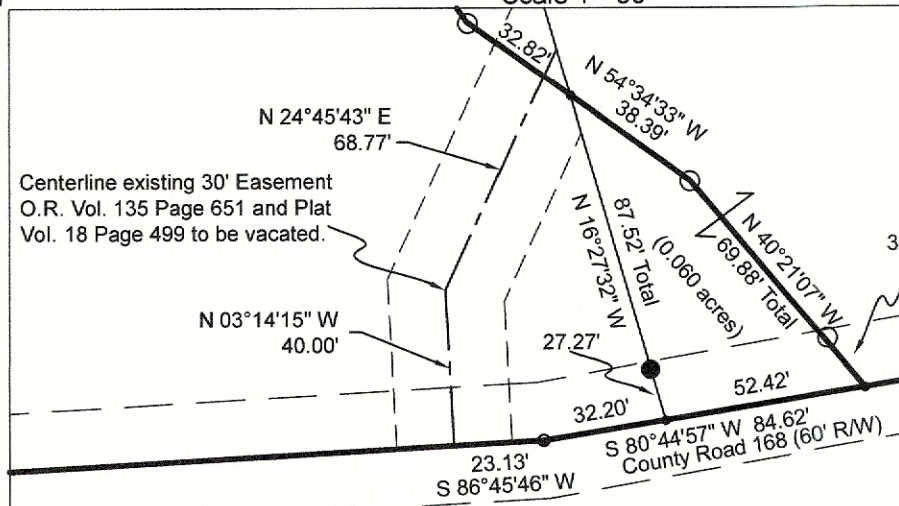 32.82'
N 54°34'33" W
38.39'
N 24°45'43" E
68.77'
Centerline existing 30' Easement
O.R. Vol. 135 Page 651 and Plat
Vol. 18 Page 499 to be vacated.
87.52' Total
N 16°27'32" W
(0.060 acres)
N 40°21'07" W
69.88' Total
3
N 03°14'15" W
40.00'
27.27'
32.20'
52.42'
23.13'
S 86°45'46" W
S 80°44'57" W 84.62'
County Road 168 (60' R/W)